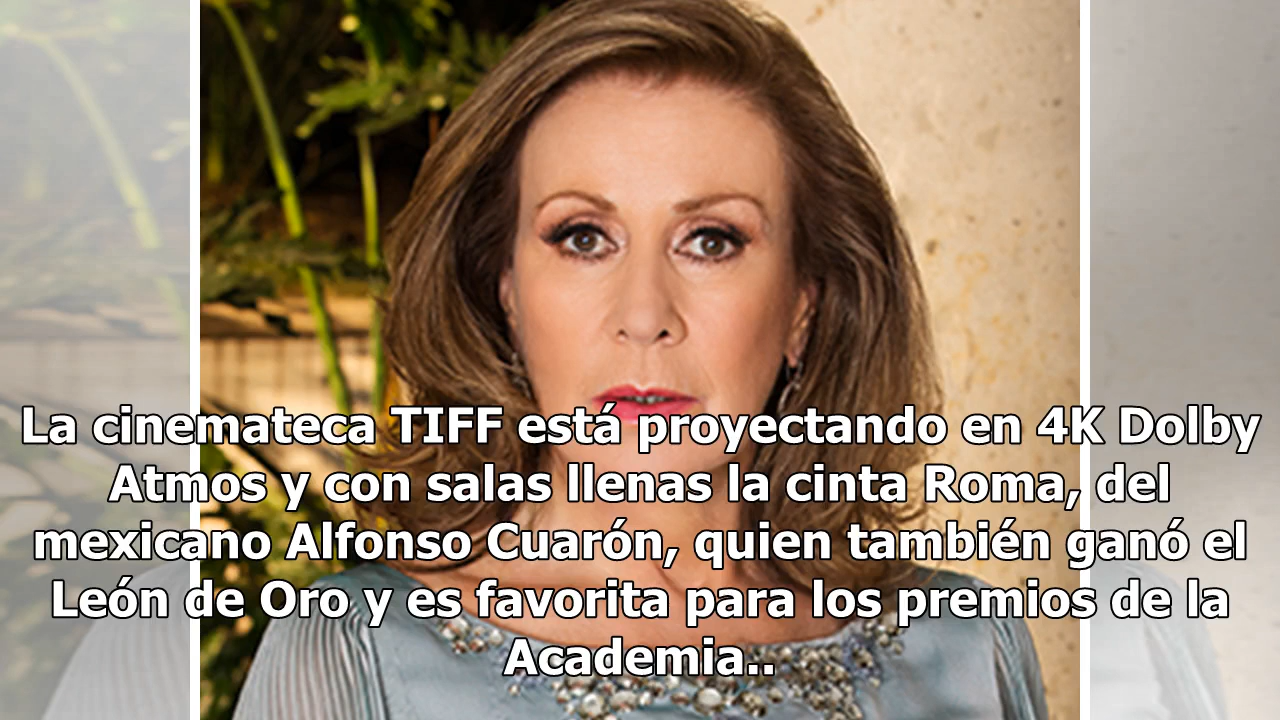 La cinemateca TIFF está proyectando en 4K Dolby
Atmos y con salas llenas la cinta Roma, del
mexicano Alfonso Cuarón, quien también ganó el
León de Oro y es favorita para los premios de la
Academia..